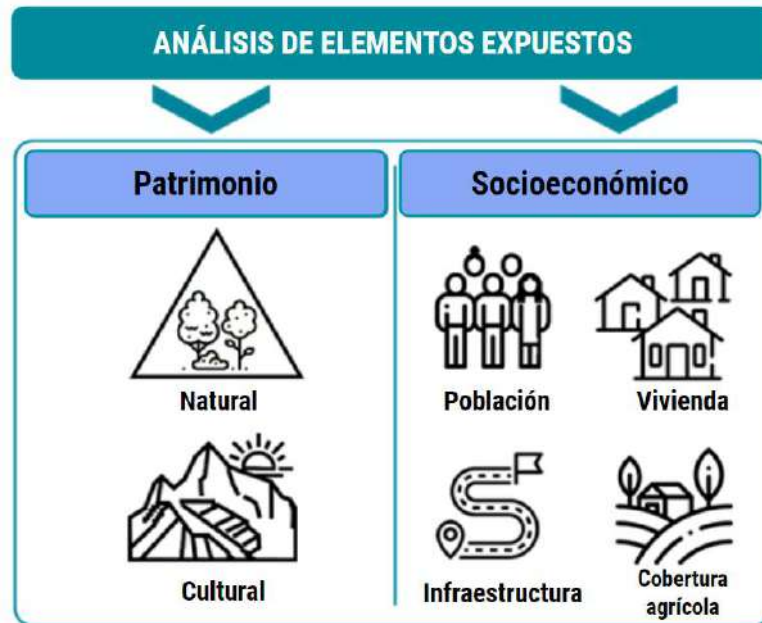 ANÁLISIS DE ELEMENTOS EXPUESTOS
Patrimonio
Socioeconómico
Natural
Población
Vivienda
Cultural
Infraestructura
Cobertura
agrícola